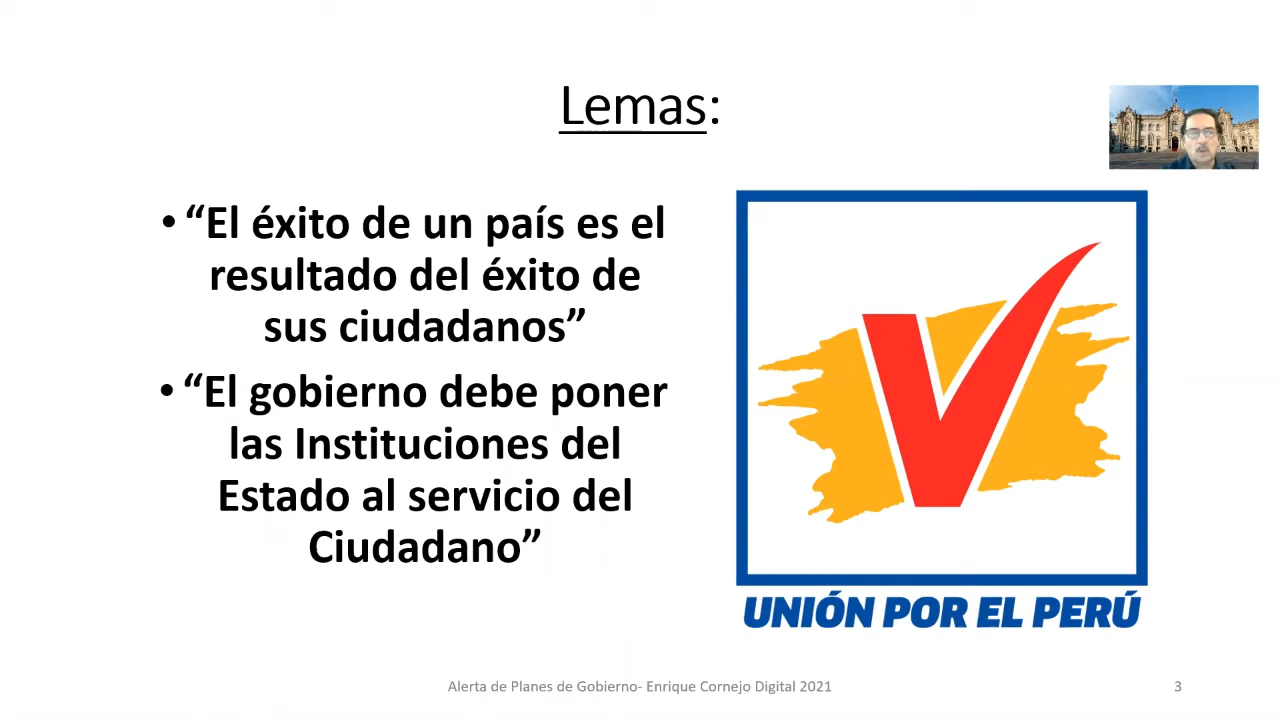 Lemas:
• “El éxito de un país es el
resultado del éxito de
sus ciudadanos”
• “El gobierno debe poner
las Instituciones del
Estado al servicio del
Ciudadano”
UNIÓN POR EL PERÚ
Alerta de Planes de Gobierno- Enrique Cornejo Digital 2021
3